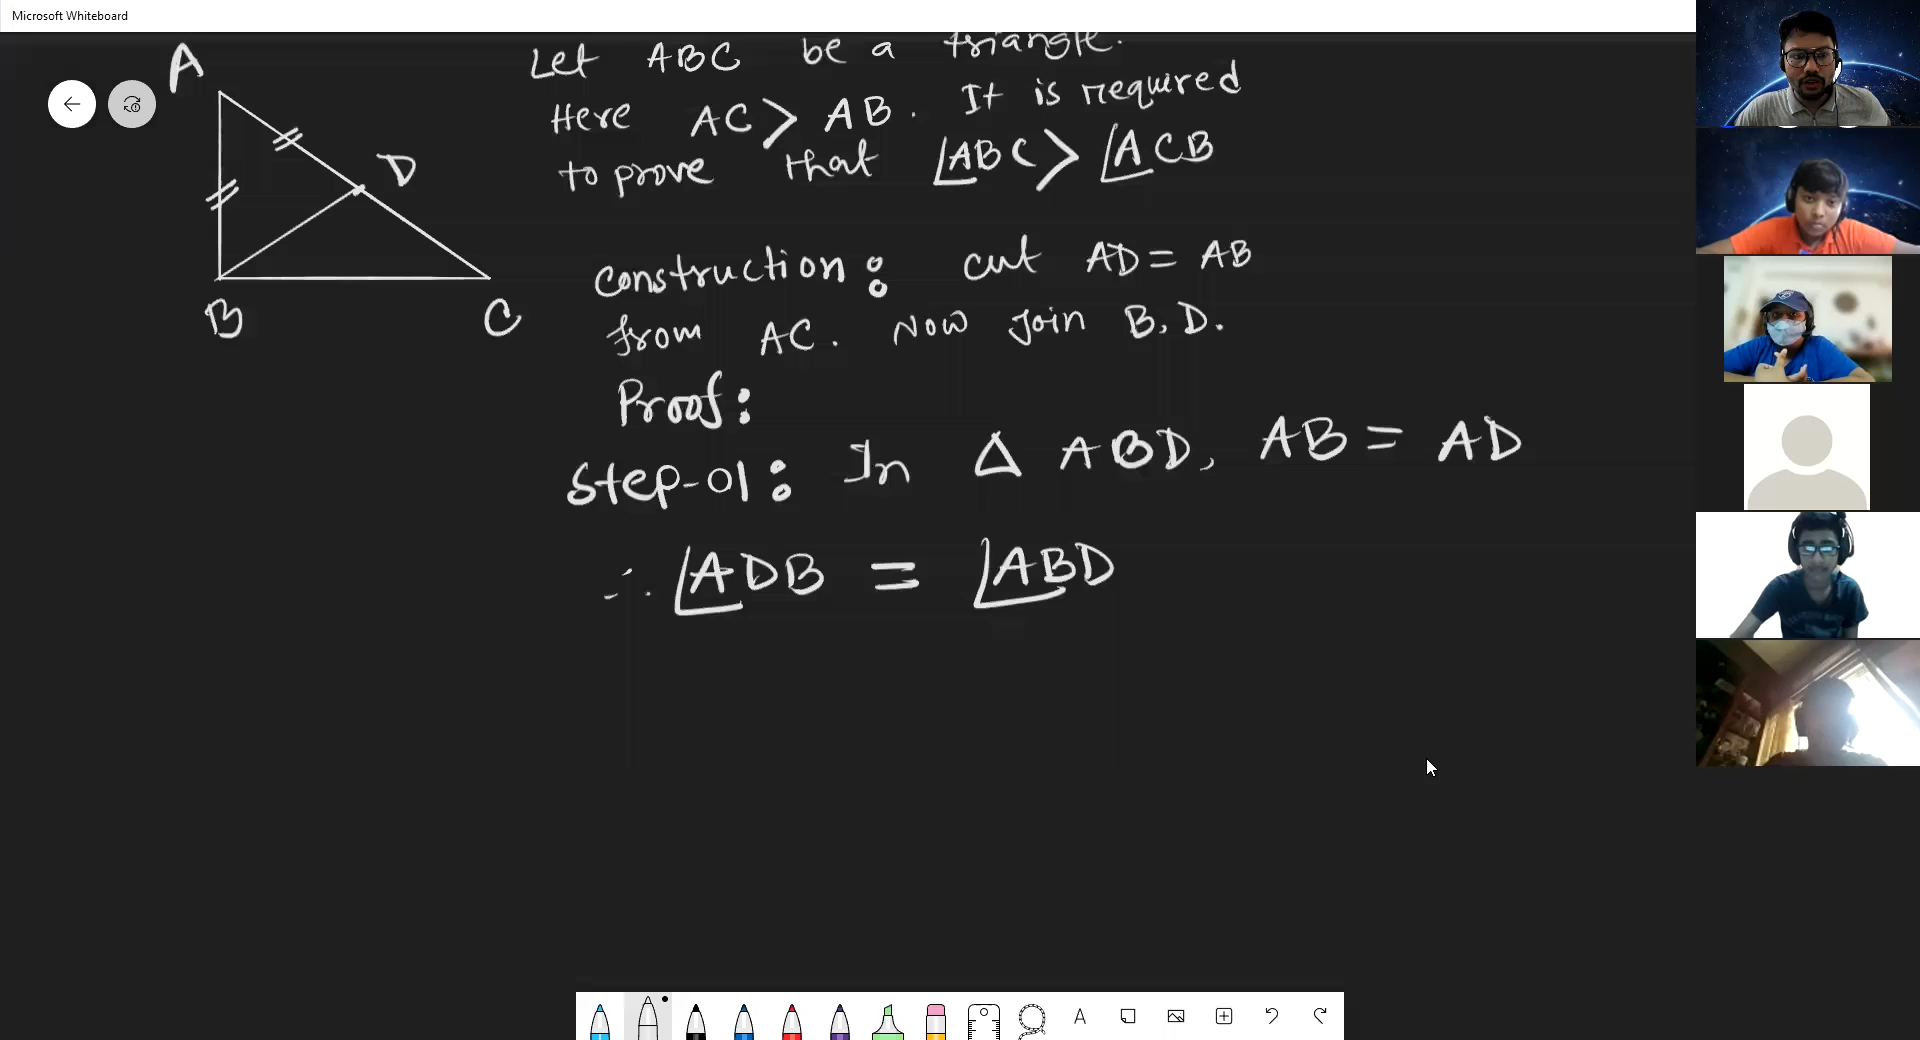 Microsoft Whiteboard
A
D
B
C
Let ABC be a triangle.
Here AC > AB. It is required
to prove that ∠ABC > ∠ACB
Construction: cut AD = AB
from AC. Now Join B, D.
Proof:
Step-01: In Δ ABD, AB = AD
∴ ∠ADB = ∠ABD
A